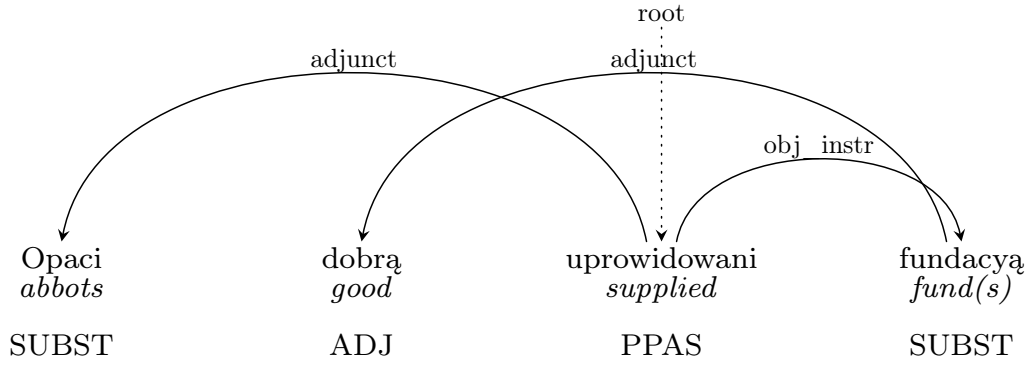 root
adjunct adjunct
obj_instr
Opaci dobrą uprowidowani fundacyą
abbots good supplied fund(s)
SUBST ADJ PPAS SUBST